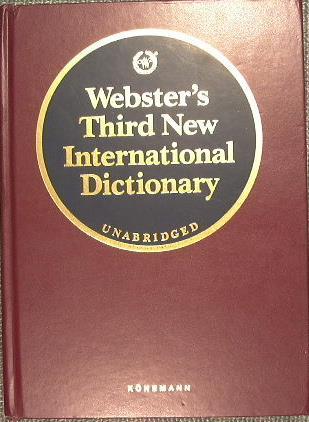 Webster's
Third New
International
Dictionary
UNABRIDGED
KÖNEMANN